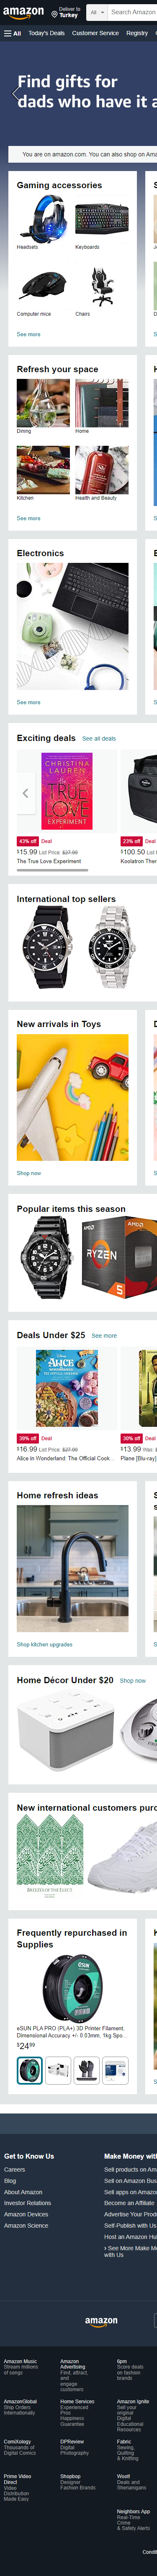 amazon
Deliver to
Turkey
All
Search Amazon
All
Today's Deals
Customer Service
Registry
Find gifts for
dads who have it a
You are on amazon.com. You can also shop on Ama
Gaming accessories
Headsets
Keyboards
Computer mice
Chairs
See more
Refresh your space
Dining
Home
Kitchen
Health and Beauty
See more
Electronics
See more
Exciting deals
See all deals
CHRISTINA
LAUREN
THE TRUE
LOVE
EXPERIMENT
43% off
Deal
23% off
Deal
$15.99 List Price: $27.99
$100.50 List
The True Love Experiment
Koolatron Ther
International top sellers
New arrivals in Toys
Shop now
Popular items this season
AMD
RYZEN
5
Deals Under $25
See more
ALICE
39% off
Deal
30% off
Deal
$16.99 List Price: $27.99
$13.99 Was:
Alice in Wonderland: The Official Cook...
Plane [Blu-ray]
Home refresh ideas
Shop kitchen upgrades
Home Décor Under $20
Shop now
New international customers purc
Frequently repurchased in
Supplies
eSUN
eSUN PLA PRO (PLA+) 3D Printer Filament,
Dimensional Accuracy +/- 0.03mm, 1kg Spo...
$24.99
Get to Know Us
Make Money wit
Careers
Sell products on Am
Blog
Sell on Amazon Bus
About Amazon
Sell apps on Amazo
Investor Relations
Become an Affiliate
Amazon Devices
Advertise Your Prod
Amazon Science
Self-Publish with Us
Host an Amazon Hu
› See More Make Mo
with Us
amazon
Amazon Music
Stream millions
of songs
Amazon
Advertising
Find, attract,
and
engage
customers
6pm
Score deals
on fashion
brands
AmazonGlobal
Ship Orders
Internationally
Home Services
Experienced
Pros
Happiness
Guarantee
Amazon Ignite
Sell your
original
Digital
Educational
Resources
ComiXology
Thousands of
Digital Comics
DPReview
Digital
Photography
Fabric
Sewing,
Quilting
& Knitting
Prime Video
Direct
Video
Distribution
Made Easy
Shopbop
Designer
Fashion Brands
Woot!
Deals and
Shenanigans
Neighbors App
Real-Time
Crime
& Safety Alerts
Condit